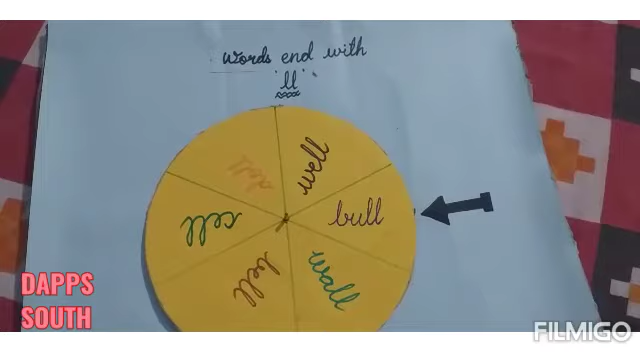 words end with
'll'
well
bull
wall
bell
cell
DAPPS
SOUTH
FILMIGO